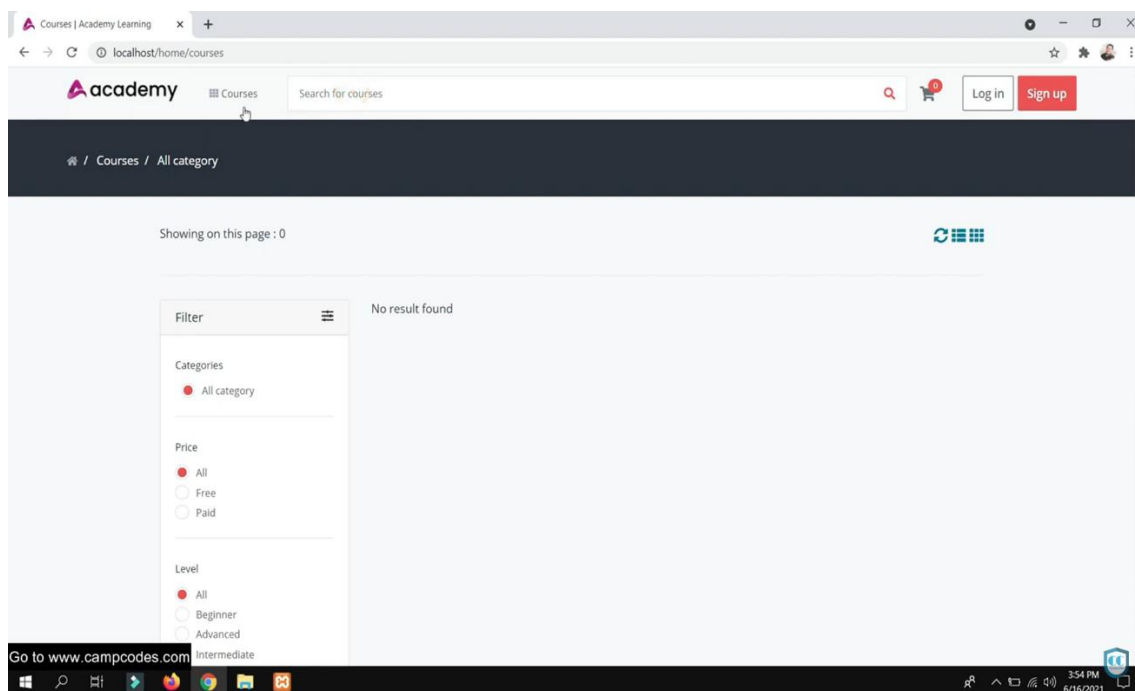 Courses | Academy Learning
localhost/home/courses
academy
Courses
Search for courses
0
Log in
Sign up
/ Courses / All category
Showing on this page : 0
Filter
No result found
Categories
All category
Price
All
Free
Paid
Level
All
Beginner
Advanced
Intermediate
Go to www.campcodes.com
3:54 PM
6/16/2021